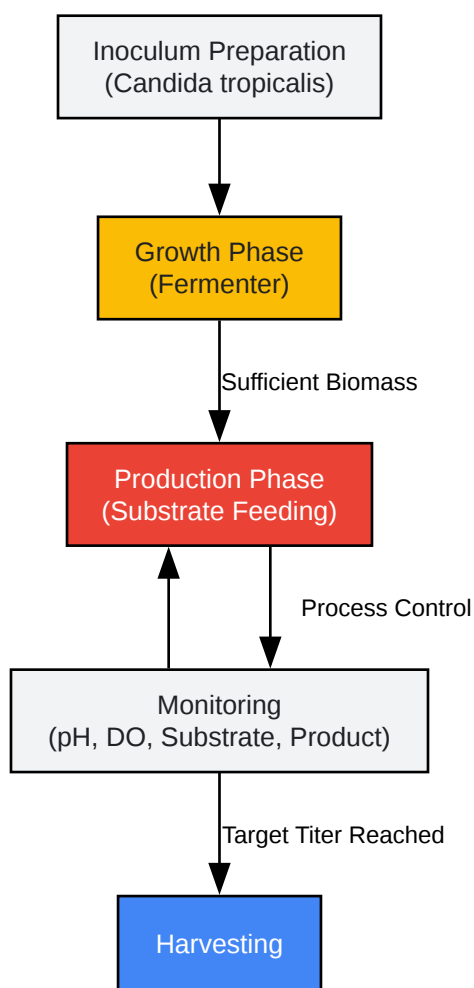 Inoculum Preparation
(Candida tropicalis)
Growth Phase
(Fermenter)
Sufficient Biomass
Production Phase
(Substrate Feeding)
Process Control
Monitoring
(pH, DO, Substrate, Product)
Target Titer Reached
Harvesting